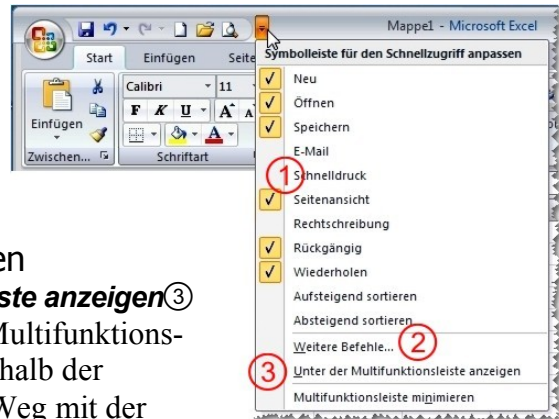 Mappe1 - Microsoft Excel
Start Einfügen Seite
Symbolleiste für den Schnellzugriff anpassen
Calibri 11
F K U A A
Einfügen
Zwischen... Schriftart
Neu
Öffnen
Speichern
E-Mail
① Schnelldruck
Seitenansicht
Rechtschreibung
Rückgängig
Wiederholen
Aufsteigend sortieren
Absteigend sortieren
Weitere Befehle... ②
③ Unter der Multifunktionsleiste anzeigen
Multifunktionsleiste minimieren
en
iste anzeigen③
Multifunktions-
halb der
Weg mit der